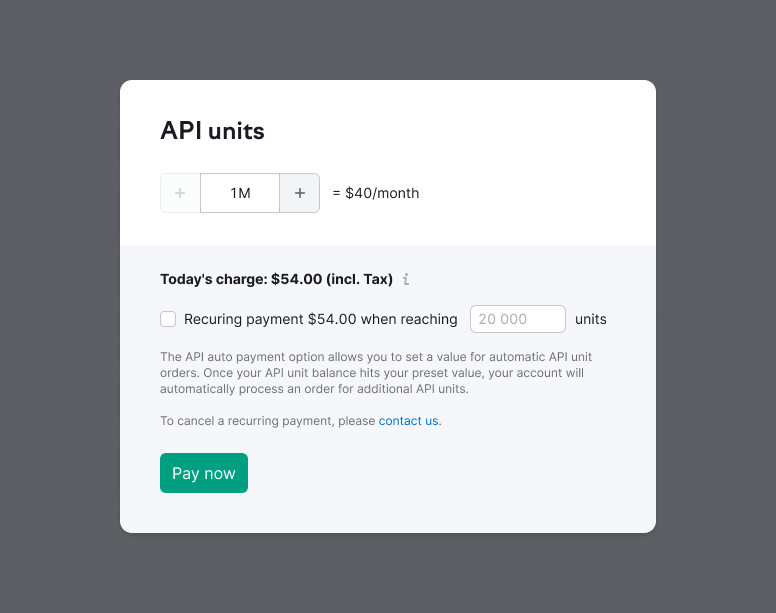 API units
+ 1M + = $40/month
Today's charge: $54.00 (incl. Tax) i
Recuring payment $54.00 when reaching 20 000 units
The API auto payment option allows you to set a value for automatic API unit
orders. Once your API unit balance hits your preset value, your account will
automatically process an order for additional API units.
To cancel a recurring payment, please contact us.
Pay now